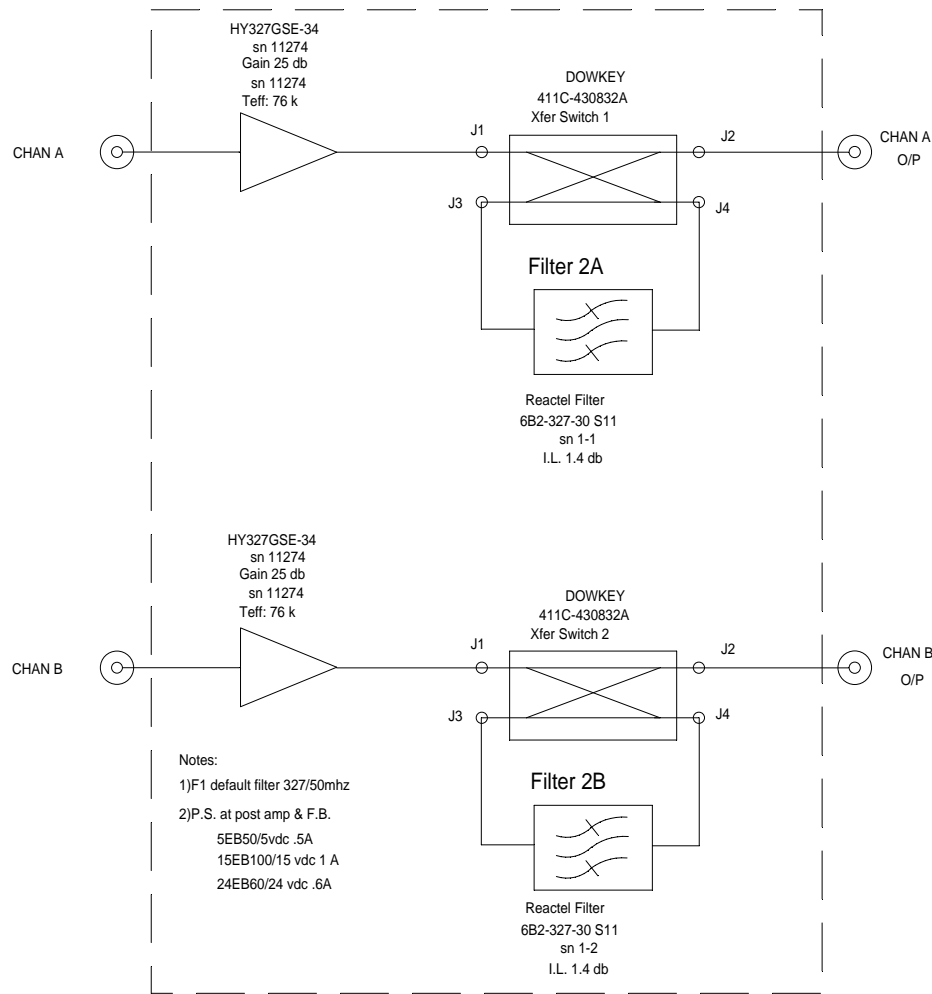 HY327GSE-34
sn 11274
Gain 25 db
sn 11274
Teff: 76 k
DOWKEY
411C-430832A
Xfer Switch 1
CHAN A
J1
J2
CHAN A
O/P
J3
J4
Filter 2A
Reactel Filter
6B2-327-30 S11
sn 1-1
I.L. 1.4 db
HY327GSE-34
sn 11274
Gain 25 db
sn 11274
Teff: 76 k
DOWKEY
411C-430832A
Xfer Switch 2
CHAN B
J1
J2
CHAN B
O/P
J3
J4
Notes:
1)F1 default filter 327/50mhz
2)P.S. at post amp & F.B.
5EB50/5vdc .5A
15EB100/15 vdc 1 A
24EB60/24 vdc .6A
Filter 2B
Reactel Filter
6B2-327-30 S11
sn 1-2
I.L. 1.4 db